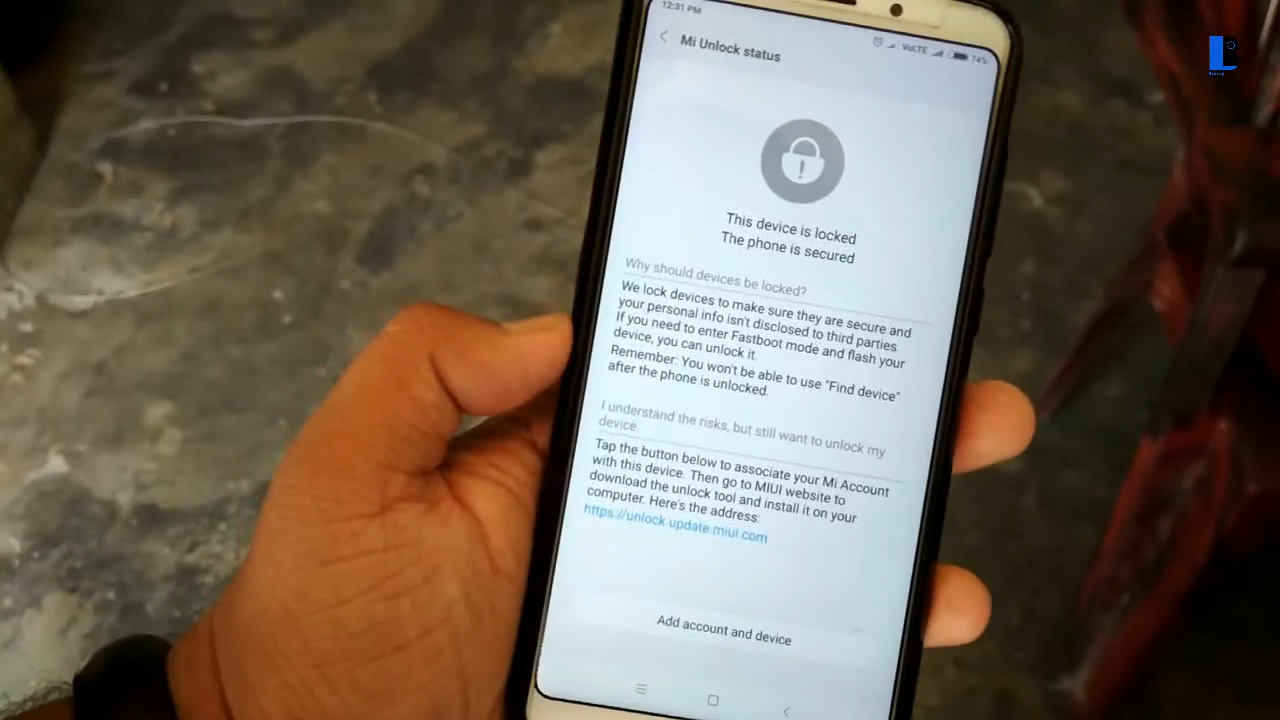 12:31 PM
VoLTE
74%
Mi Unlock status
This device is locked
The phone is secured
Why should devices be locked?
We lock devices to make sure they are secure and
your personal info isn't disclosed to third parties.
If you need to enter Fastboot mode and flash your
device, you can unlock it.
Remember: You won't be able to use "Find device"
after the phone is unlocked.
I understand the risks, but still want to unlock my
device.
Tap the button below to associate your Mi Account
with this device. Then go to MIUI website to
download the unlock tool and install it on your
computer. Here's the address:
https://unlock.update.miui.com
Add account and device